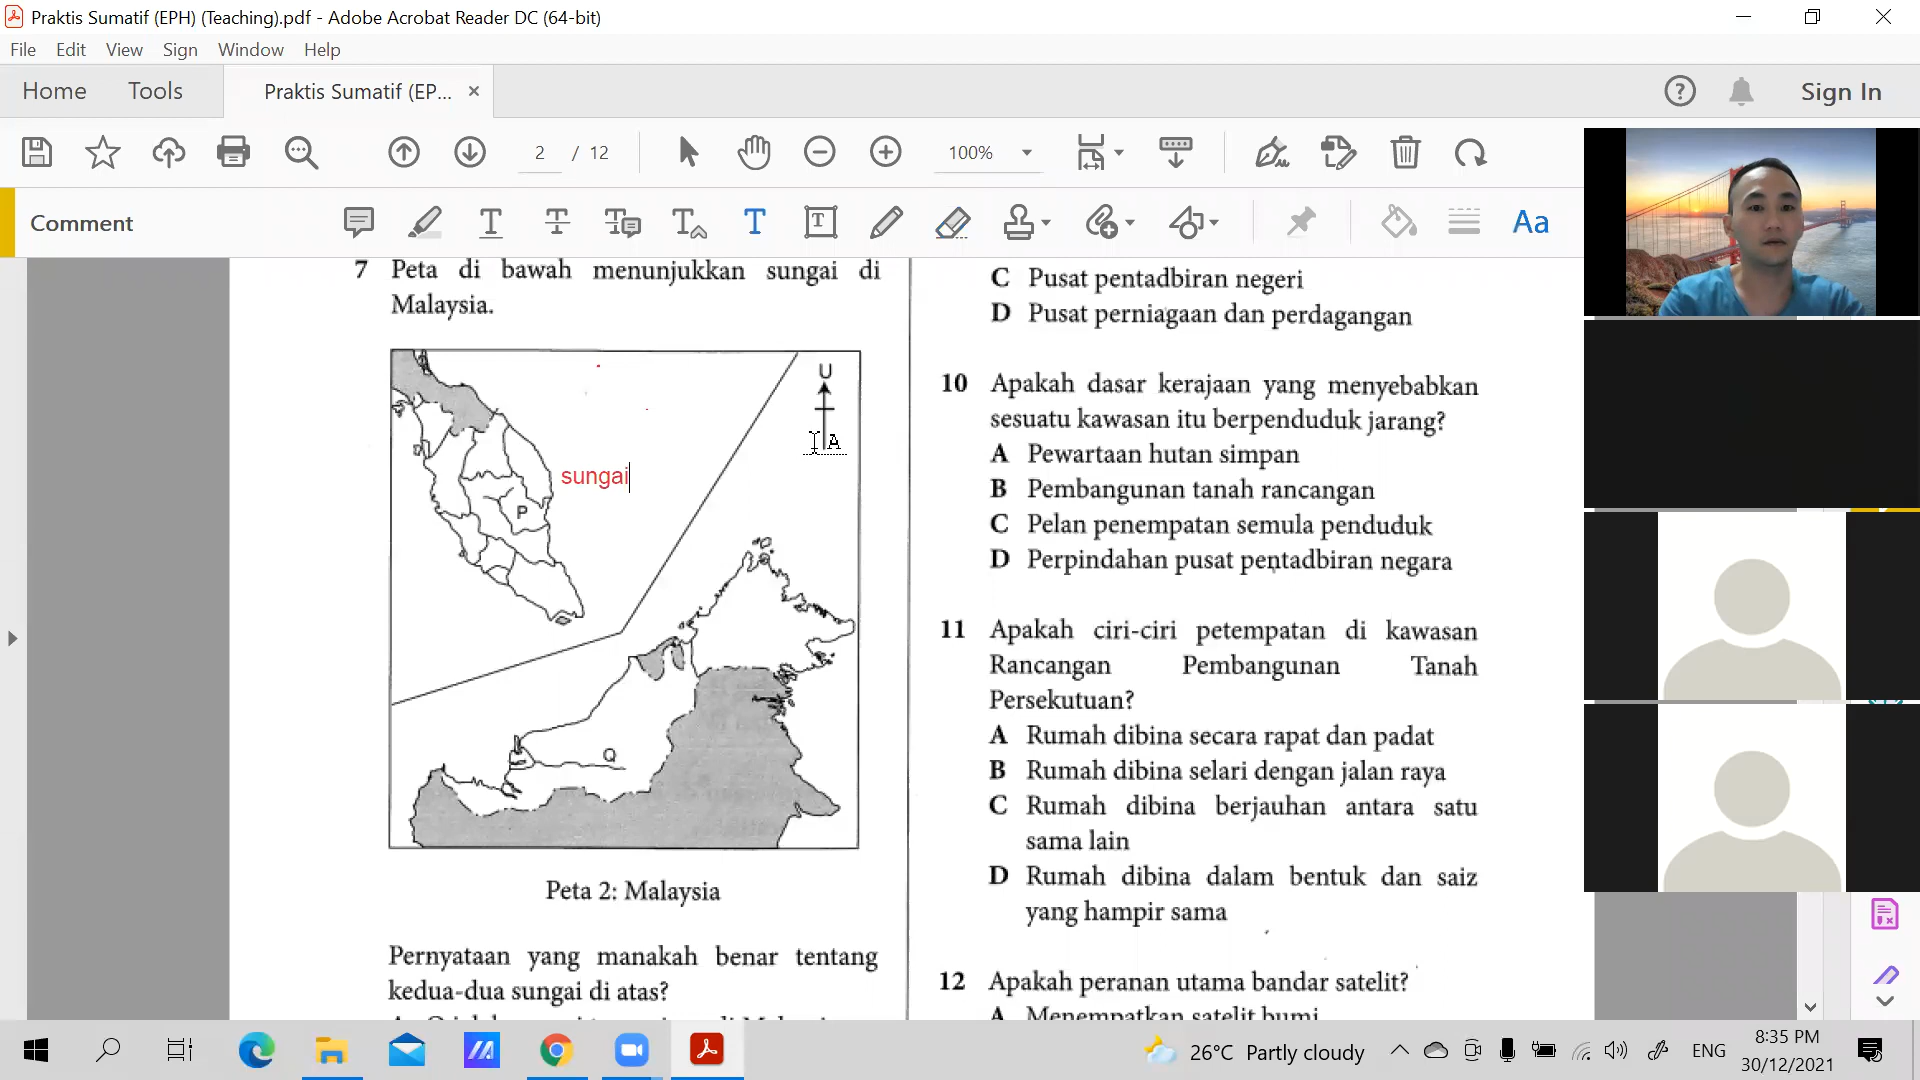 Praktis Sumatif (EPH) (Teaching).pdf - Adobe Acrobat Reader DC (64-bit)
File Edit View Sign Window Help
Home Tools Praktis Sumatif (EP... × Sign In
2 / 12 100%
Comment
7 Peta di bawah menunjukkan sungai di
Malaysia.
U
A
sungai
P
Q
Peta 2: Malaysia
Pernyataan yang manakah benar tentang
kedua-dua sungai di atas?
C Pusat pentadbiran negeri
D Pusat perniagaan dan perdagangan
10 Apakah dasar kerajaan yang menyebabkan
sesuatu kawasan itu berpenduduk jarang?
A Pewartaan hutan simpan
B Pembangunan tanah rancangan
C Pelan penempatan semula penduduk
D Perpindahan pusat pentadbiran negara
11 Apakah ciri-ciri petempatan di kawasan
Rancangan Pembangunan Tanah
Persekutuan?
A Rumah dibina secara rapat dan padat
B Rumah dibina selari dengan jalan raya
C Rumah dibina berjauhan antara satu
sama lain
D Rumah dibina dalam bentuk dan saiz
yang hampir sama
12 Apakah peranan utama bandar satelit?
A Menempatkan satelit bumi
26°C Partly cloudy ENG 8:35 PM
30/12/2021